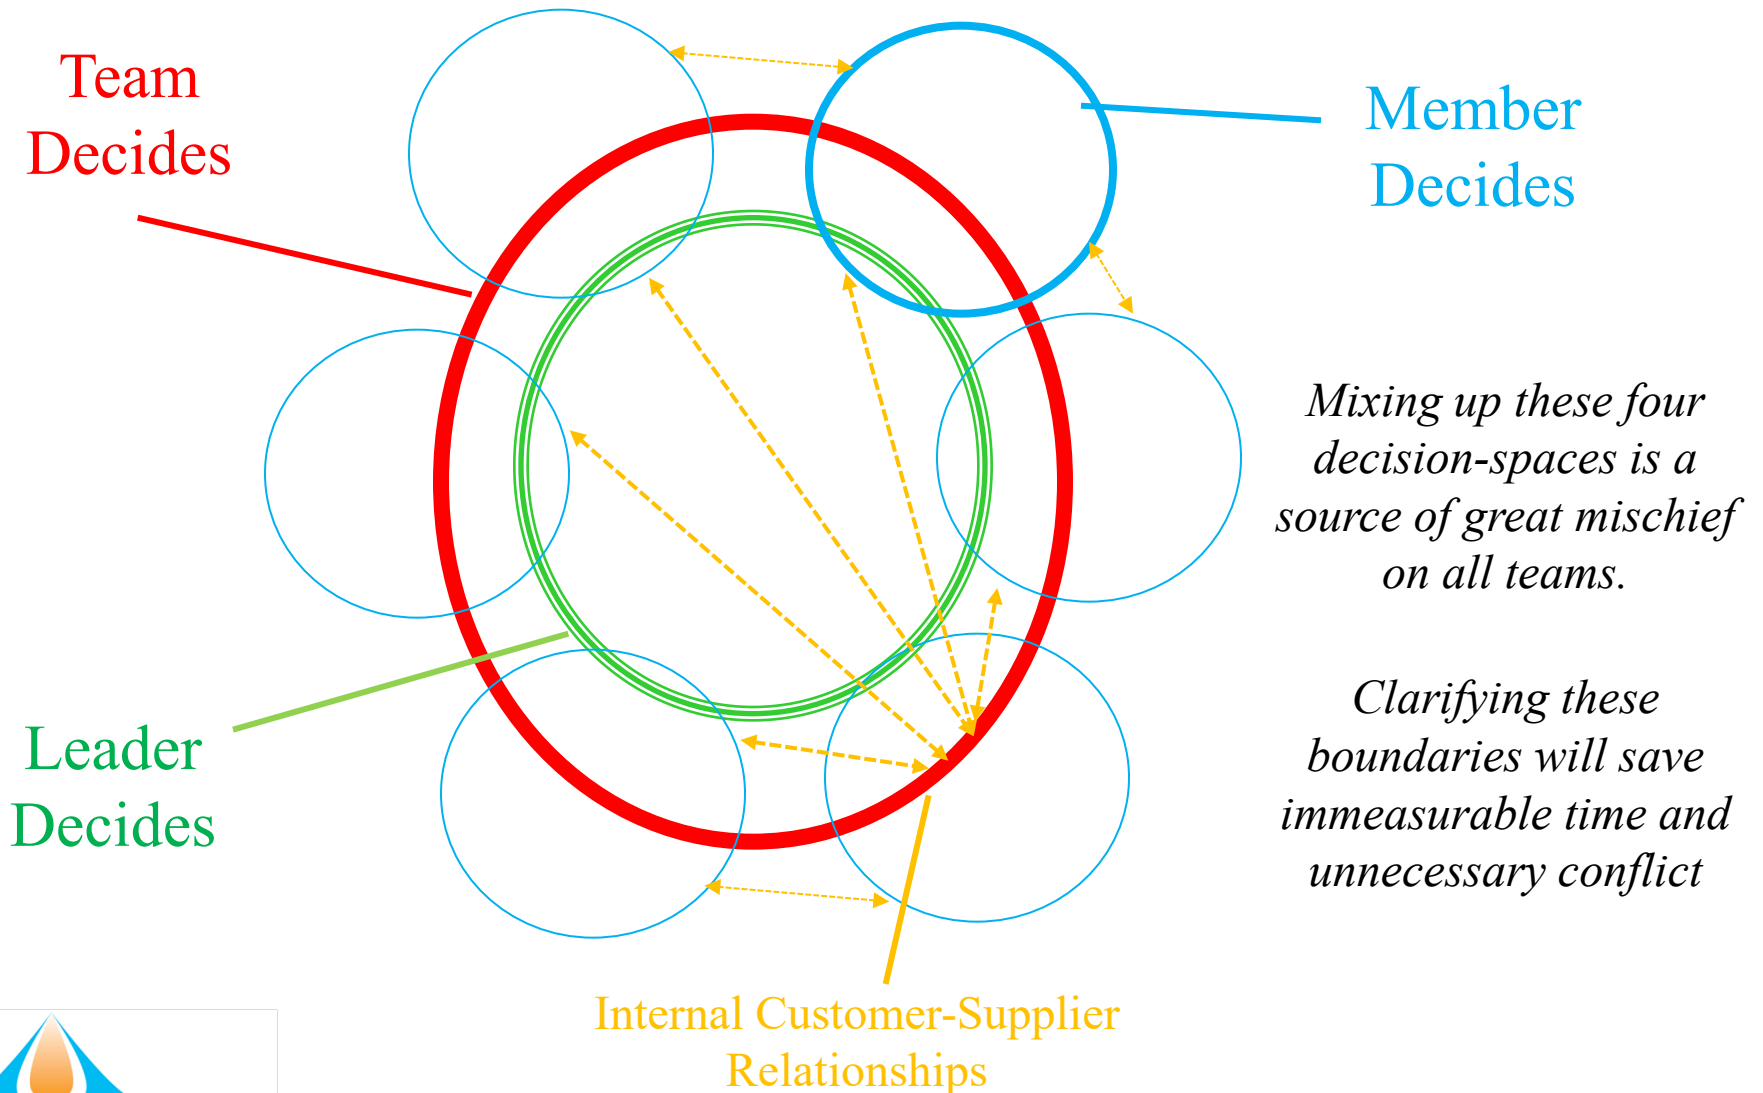 Team
Decides
Member
Decides
Mixing up these four
decision-spaces is a
source of great mischief
on all teams.
Clarifying these
boundaries will save
immeasurable time and
unnecessary conflict
Leader
Decides
Internal Customer-Supplier
Relationships